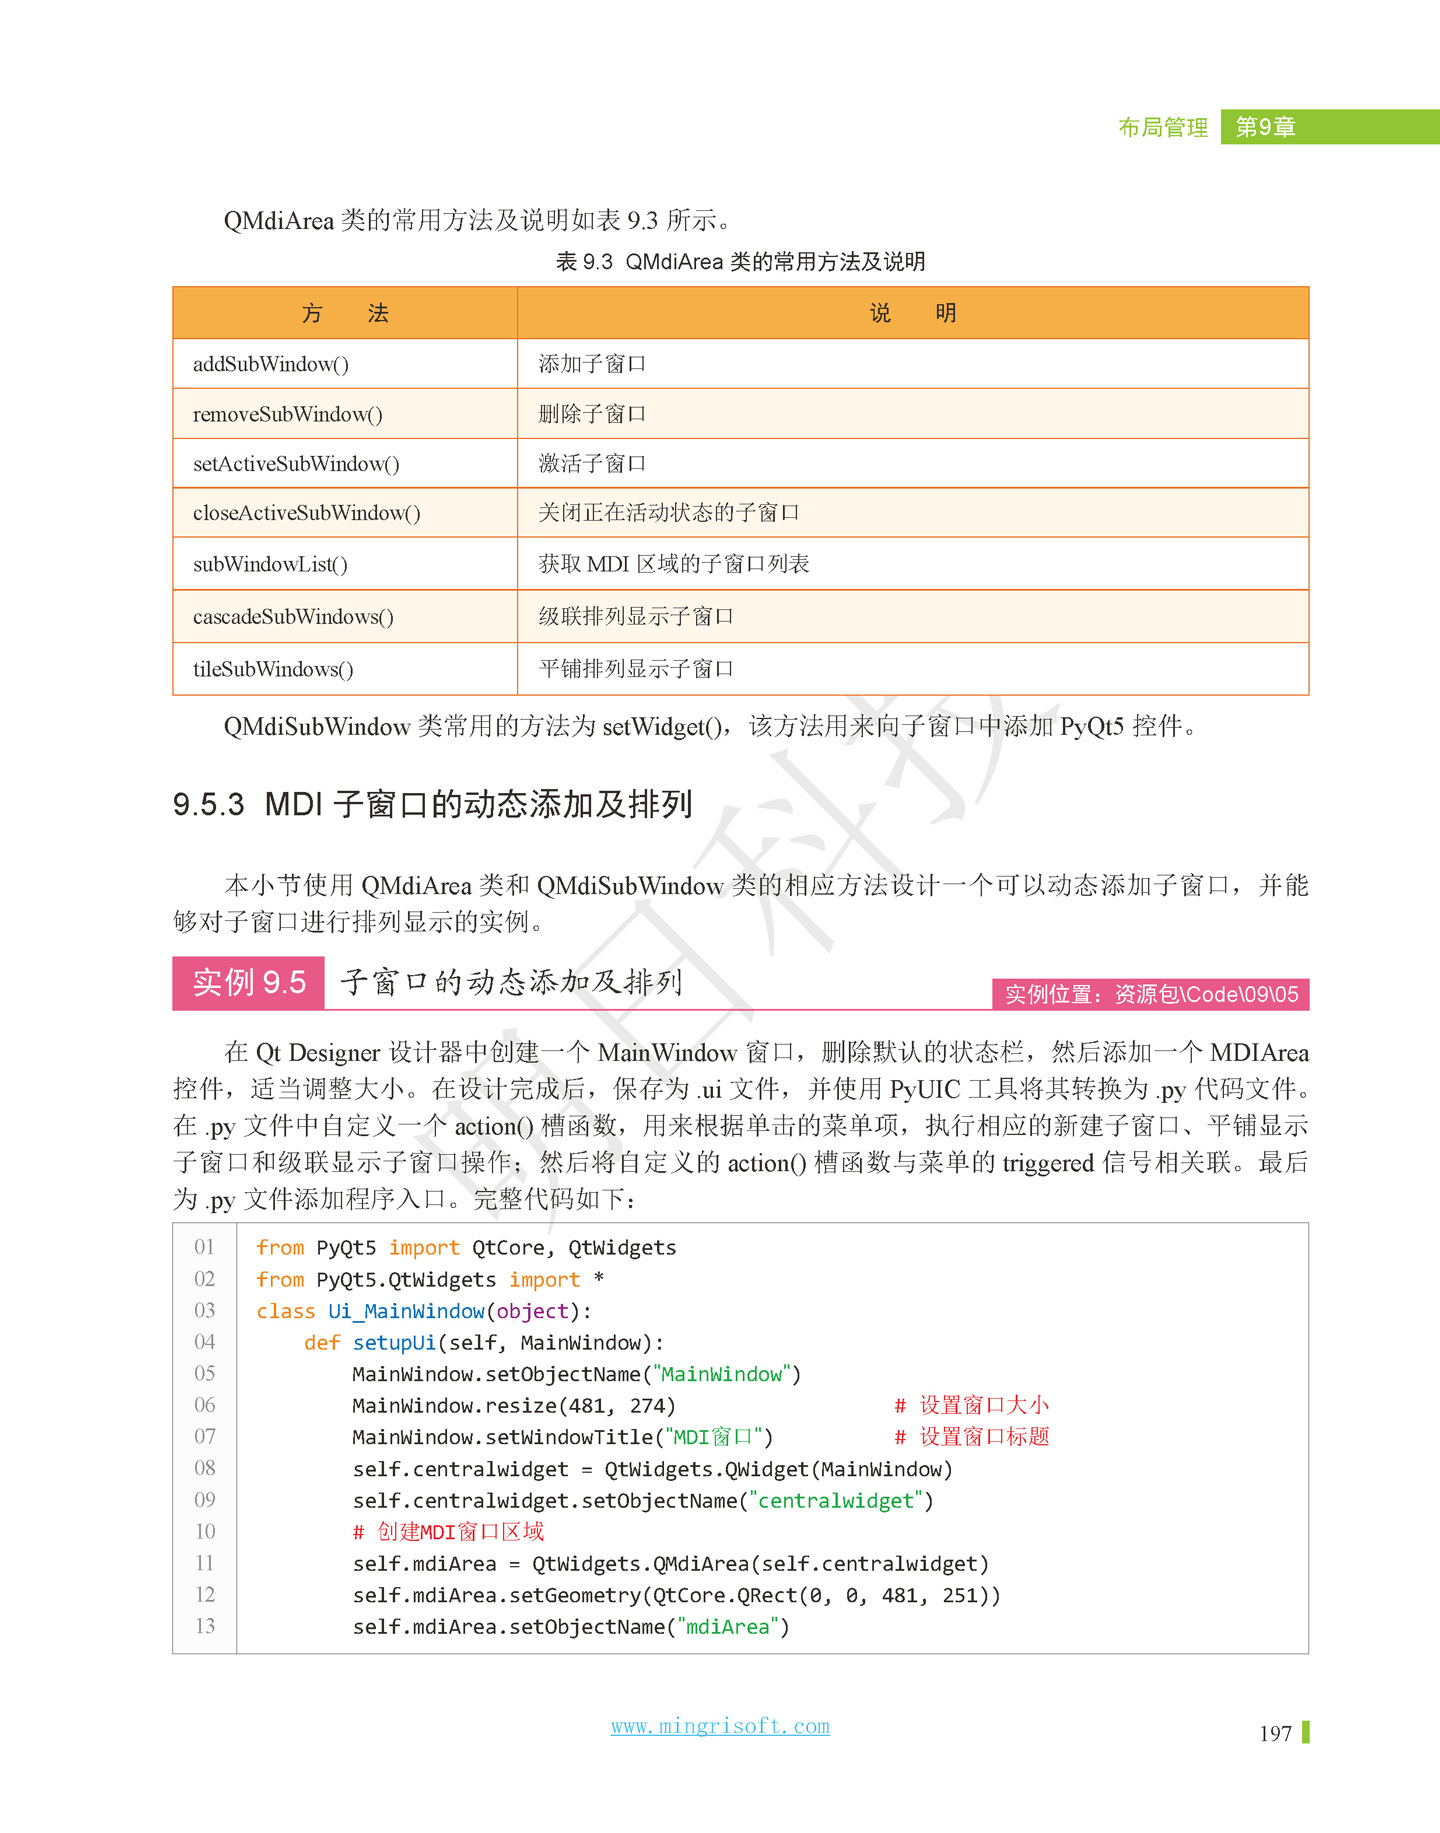 布局管理 第9章
QMdiArea 类的常用方法及说明如表 9.3 所示。
表 9.3 QMdiArea 类的常用方法及说明
方 法 说 明
addSubWindow() 添加子窗口
removeSubWindow() 删除子窗口
setActiveSubWindow() 激活子窗口
closeActiveSubWindow() 关闭正在活动状态的子窗口
subWindowList() 获取 MDI 区域的子窗口列表
cascadeSubWindows() 级联排列显示子窗口
tileSubWindows() 平铺排列显示子窗口
QMdiSubWindow 类常用的方法为 setWidget()，该方法用来向子窗口中添加 PyQt5 控件。
9.5.3 MDI 子窗口的动态添加及排列
本小节使用 QMdiArea 类和 QMdiSubWindow 类的相应方法设计一个可以动态添加子窗口，并能
够对子窗口进行排列显示的实例。
实例 9.5 子窗口的动态添加及排列 实例位置：资源包\Code\09\05
在 Qt Designer 设计器中创建一个 MainWindow 窗口，删除默认的状态栏，然后添加一个 MDIArea
控件，适当调整大小。在设计完成后，保存为 .ui 文件，并使用 PyUIC 工具将其转换为 .py 代码文件。
在 .py 文件中自定义一个 action() 槽函数，用来根据单击的菜单项，执行相应的新建子窗口、平铺显示
子窗口和级联显示子窗口操作；然后将自定义的 action() 槽函数与菜单的 triggered 信号相关联。最后
为 .py 文件添加程序入口。完整代码如下：
01 from PyQt5 import QtCore, QtWidgets
02 from PyQt5.QtWidgets import *
03 class Ui_MainWindow(object):
04     def setupUi(self, MainWindow):
05         MainWindow.setObjectName("MainWindow")
06         MainWindow.resize(481, 274) # 设置窗口大小
07         MainWindow.setWindowTitle("MDI窗口") # 设置窗口标题
08         self.centralwidget = QtWidgets.QWidget(MainWindow)
09         self.centralwidget.setObjectName("centralwidget")
10         # 创建MDI窗口区域
11         self.mdiArea = QtWidgets.QMdiArea(self.centralwidget)
12         self.mdiArea.setGeometry(QtCore.QRect(0, 0, 481, 251))
13         self.mdiArea.setObjectName("mdiArea")
明日科技
www.mingrisoft.com
197